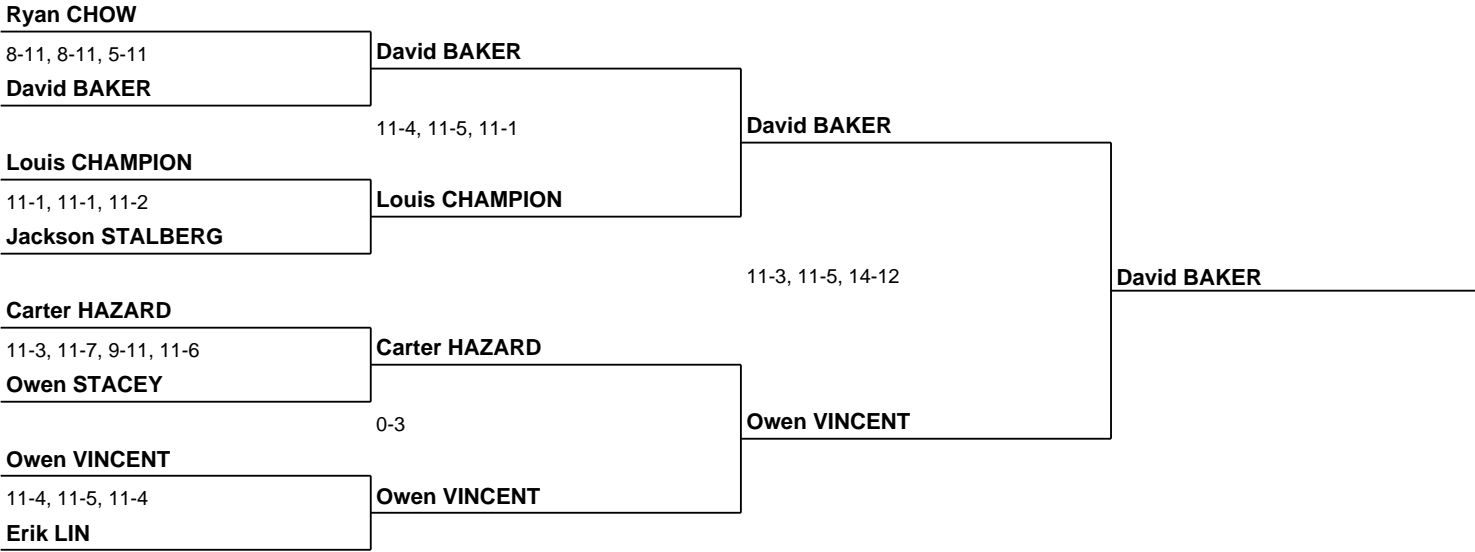 Ryan CHOW
8-11, 8-11, 5-11
David BAKER
David BAKER
11-4, 11-5, 11-1
David BAKER
Louis CHAMPION
11-1, 11-1, 11-2
Louis CHAMPION
Jackson STALBERG
11-3, 11-5, 14-12
David BAKER
Carter HAZARD
11-3, 11-7, 9-11, 11-6
Carter HAZARD
Owen STACEY
0-3
Owen VINCENT
Owen VINCENT
11-4, 11-5, 11-4
Owen VINCENT
Erik LIN